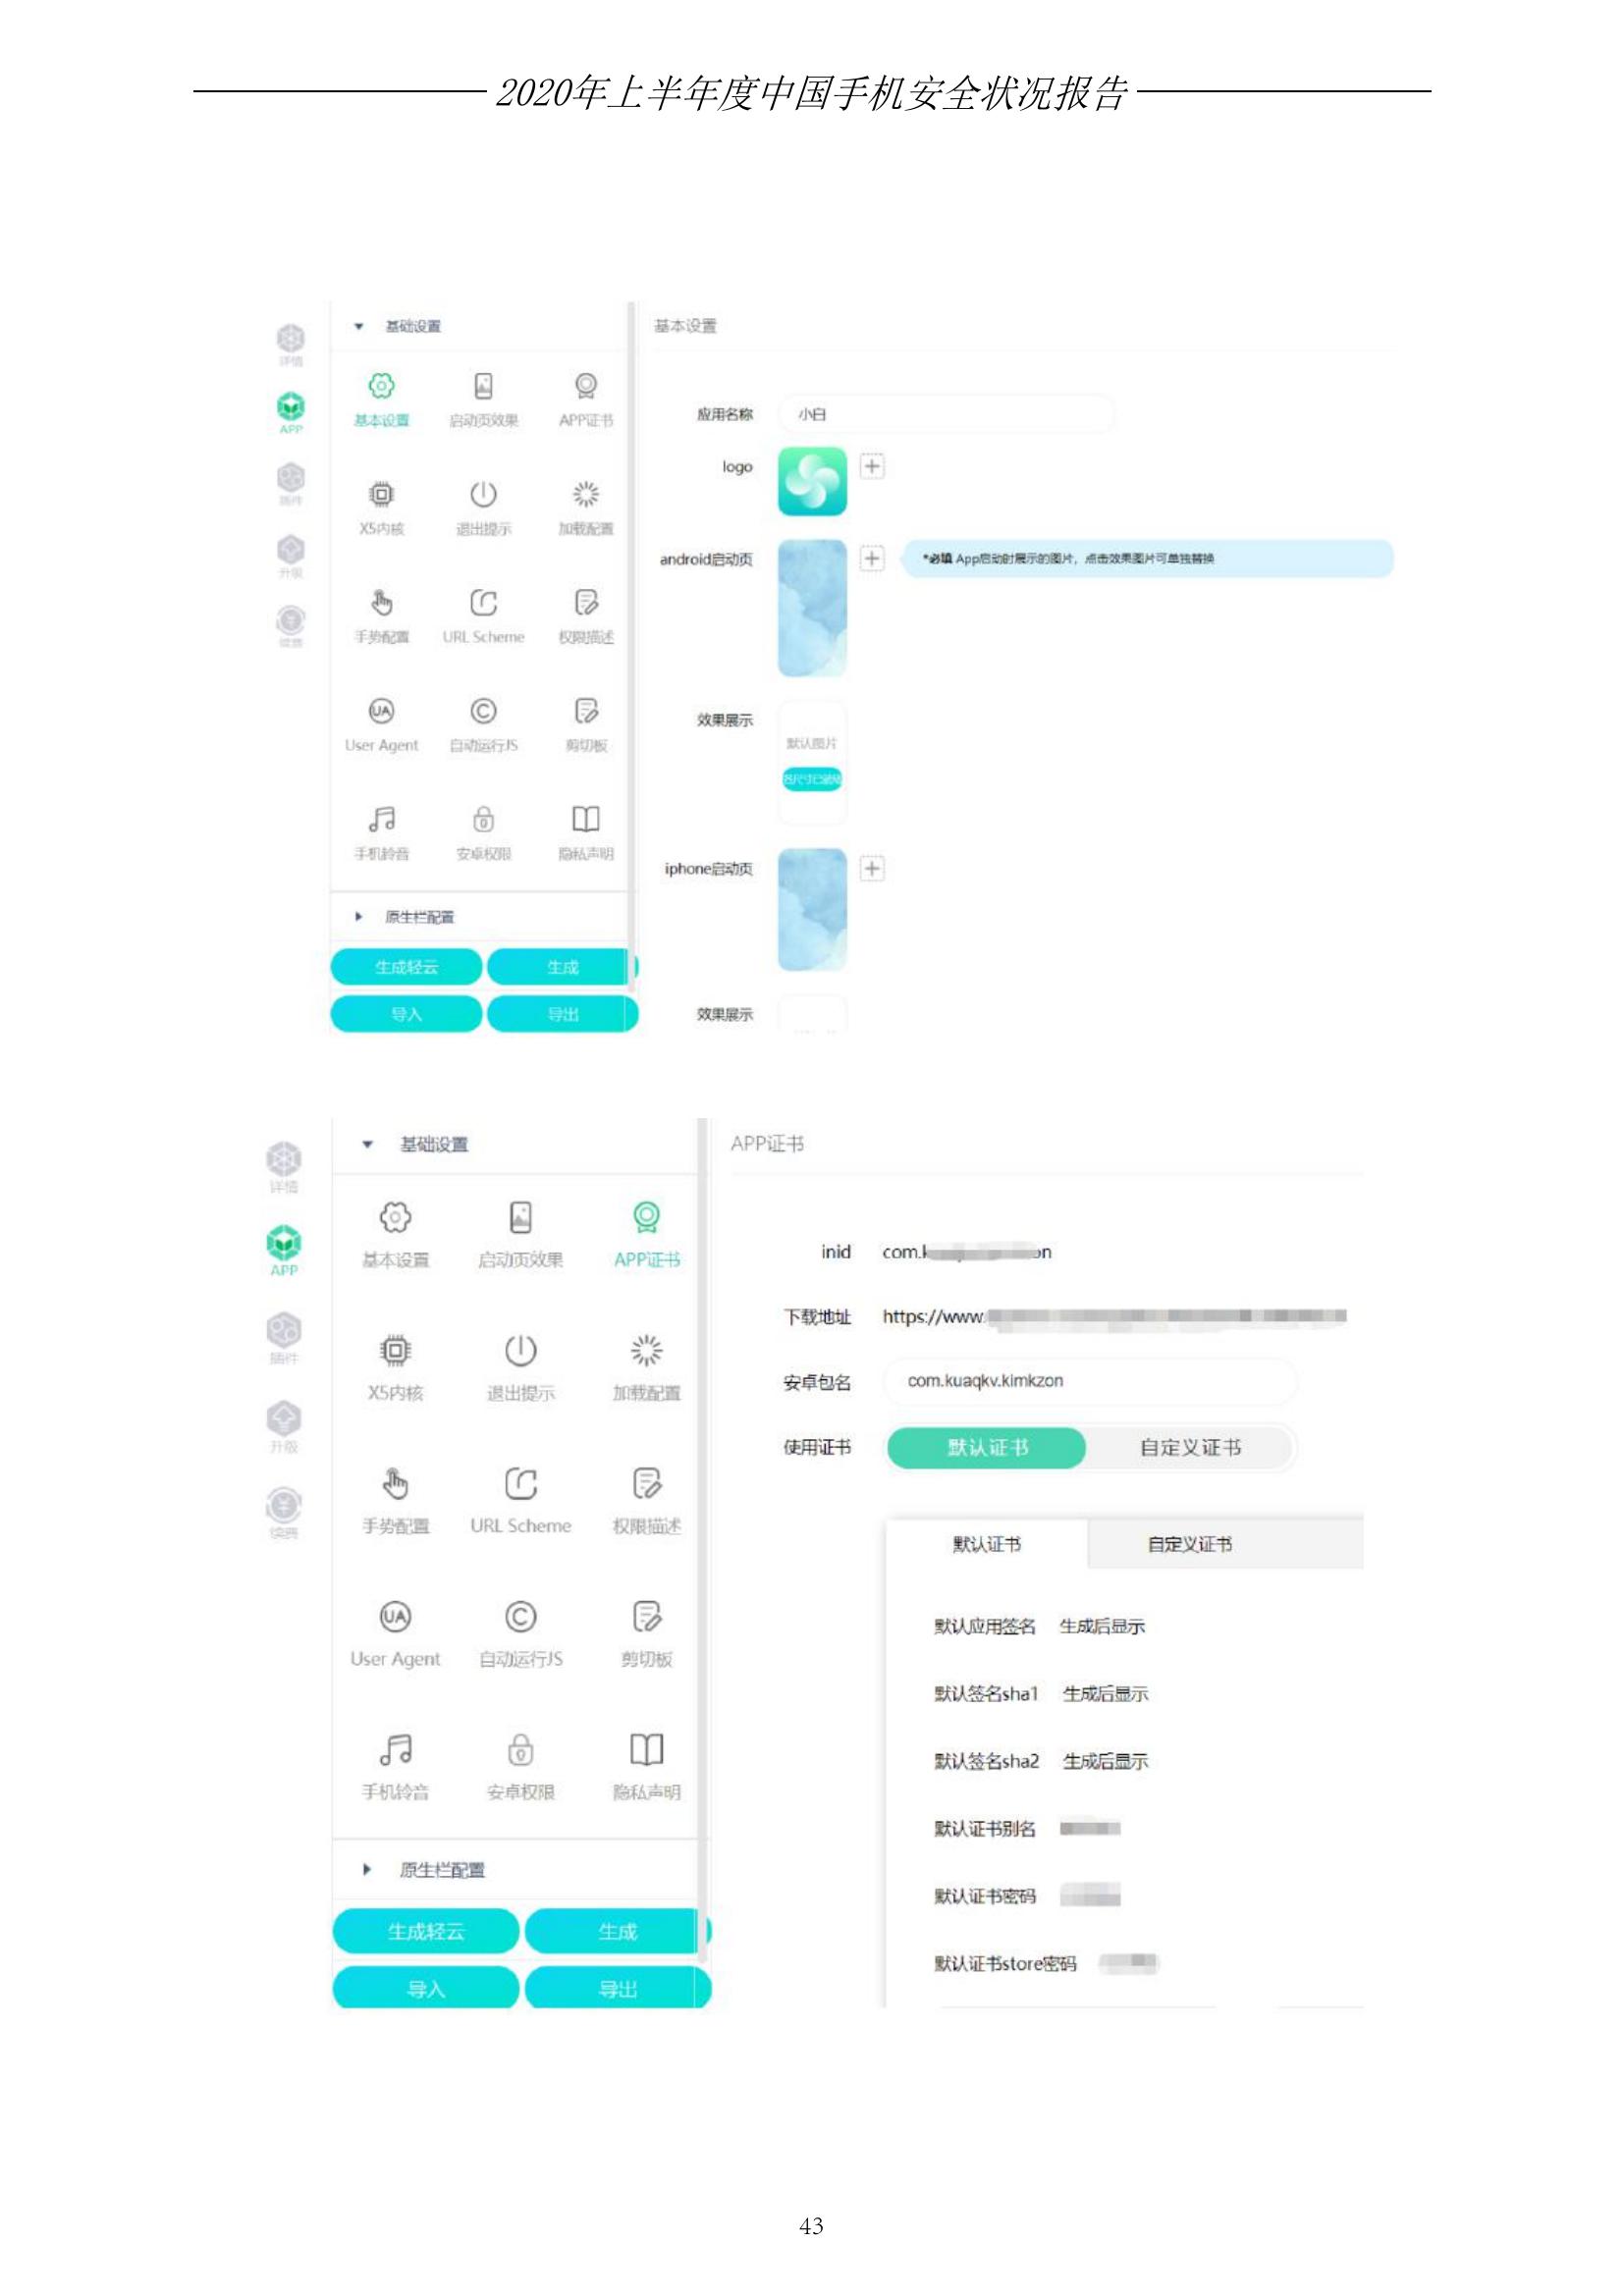 2020年上半年度中国手机安全状况报告
详情
APP
插件
升级
续费
基础设置
基本设置 启动页效果 APP证书
X5内核 退出提示 加载配置
手势配置 URL Scheme 权限描述
User Agent 自动运行JS 剪切板
手机铃音 安卓权限 隐私声明
原生栏配置
生成轻云 生成
导入 导出
基本设置
应用名称 小白
logo
android启动页 *必填 App启动时展示的图片，点击效果图片可单独替换
效果展示
默认图片
iphone启动页
效果展示
详情
APP
插件
升级
续费
基础设置
基本设置 启动页效果 APP证书
X5内核 退出提示 加载配置
手势配置 URL Scheme 权限描述
User Agent 自动运行JS 剪切板
手机铃音 安卓权限 隐私声明
原生栏配置
生成轻云 生成
导入 导出
APP证书
inid com.k on
下载地址 https://www.
安卓包名 com.kuaqkv.kimkzon
使用证书 默认证书 自定义证书
默认证书 自定义证书
默认应用签名 生成后显示
默认签名sha1 生成后显示
默认签名sha2 生成后显示
默认证书别名
默认证书密码
默认证书store密码
43